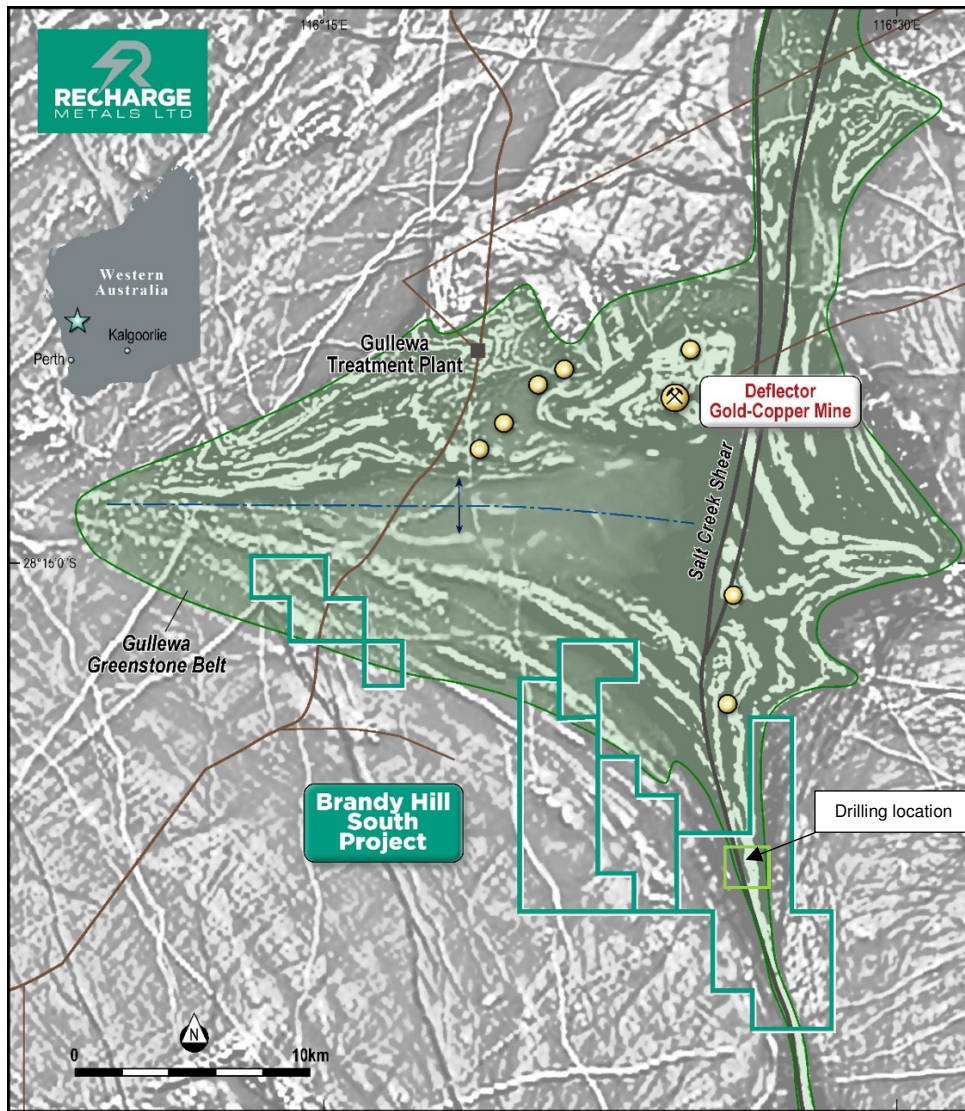 116°15'E
116°30'E
RECHARGE
METALS LTD
Western
Australia
Kalgoorlie
Perth
Gullewa
Treatment Plant
Deflector
Gold-Copper Mine
Salt Creek Shear
28°15'0"S
Gullewa
Greenstone Belt
Brandy Hill
South
Project
Drilling location
N
0
10km